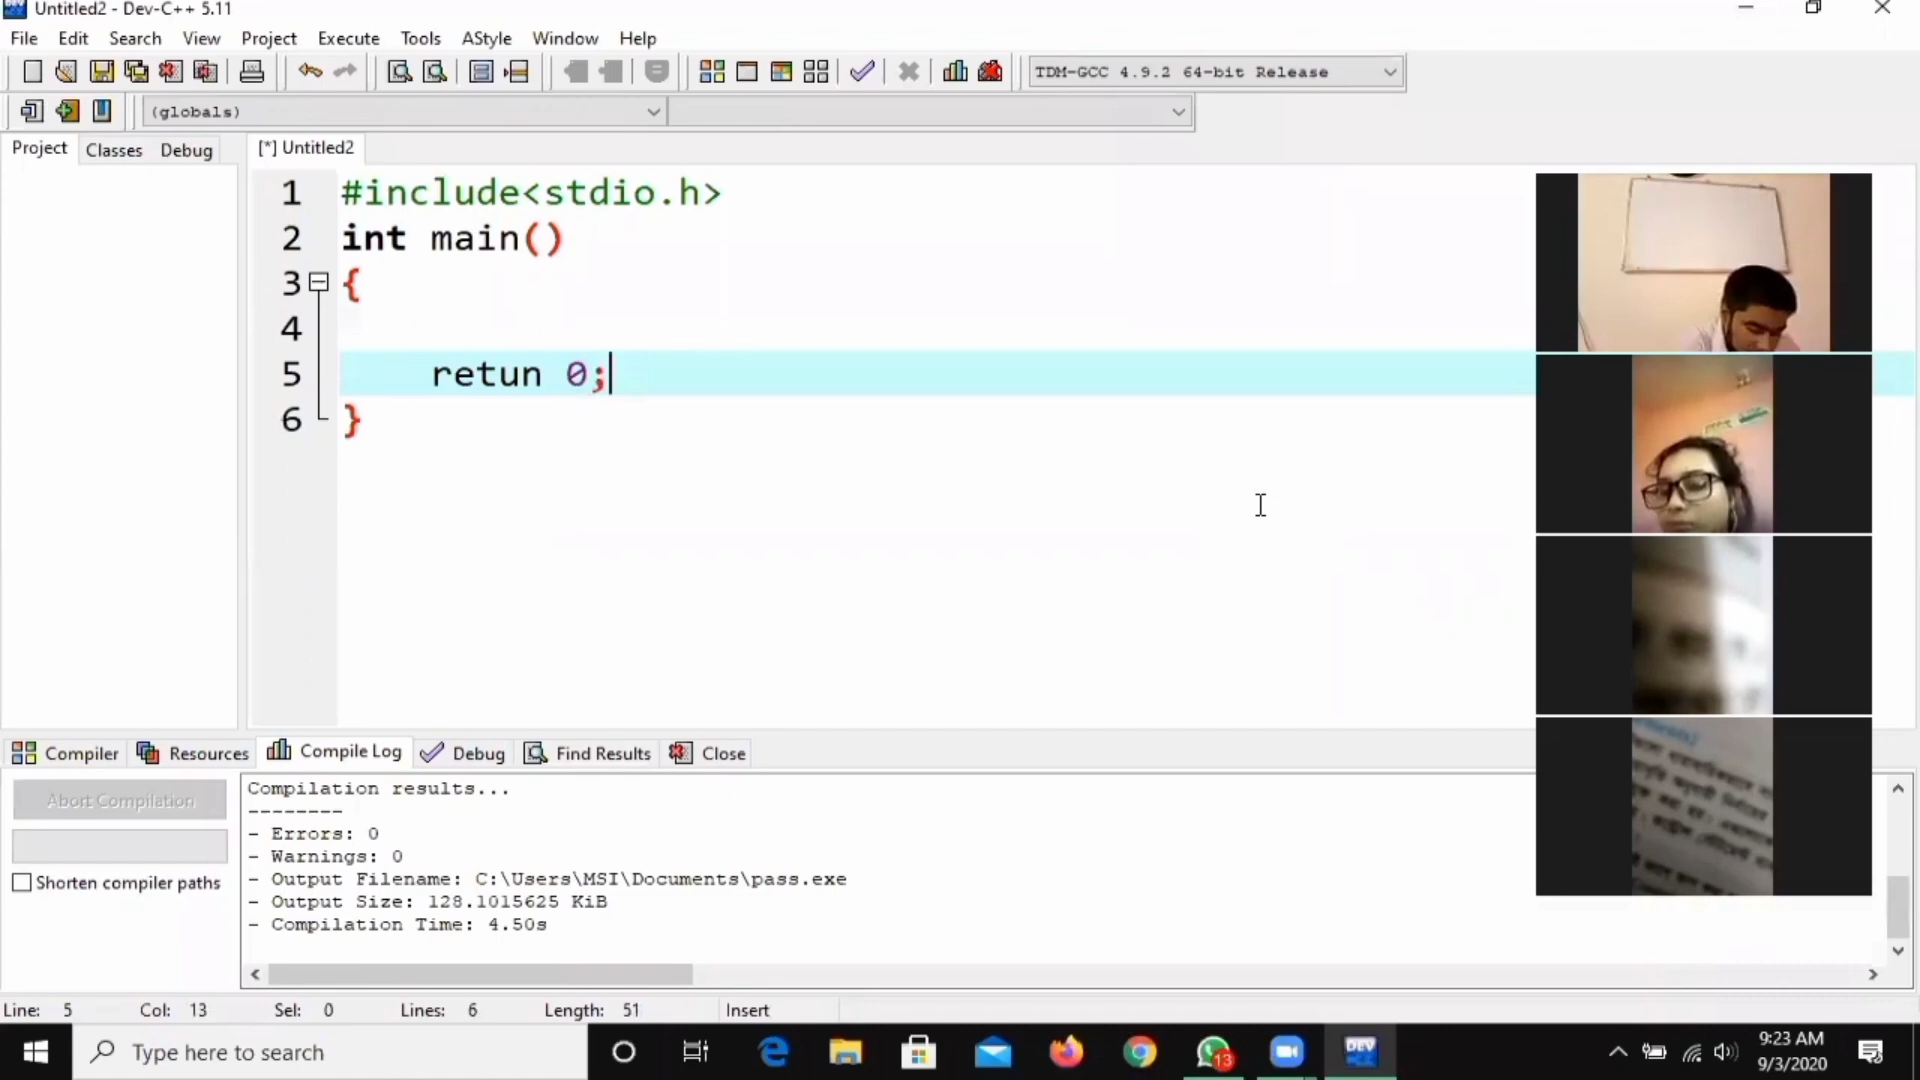 Untitled2 - Dev-C++ 5.11
File Edit Search View Project Execute Tools AStyle Window Help
TDM-GCC 4.9.2 64-bit Release
(globals)
Project Classes Debug [*] Untitled2
1 #include<stdio.h>
2 int main()
3 {
4
5 retun 0;
6 }
Compiler Resources Compile Log Debug Find Results Close
Abort Compilation
Shorten compiler paths
Compilation results...
--------
- Errors: 0
- Warnings: 0
- Output Filename: C:\Users\MSI\Documents\pass.exe
- Output Size: 128.1015625 KiB
- Compilation Time: 4.50s
Line: 5 Col: 13 Sel: 0 Lines: 6 Length: 51 Insert
Type here to search
DEV
13
9:23 AM
9/3/2020